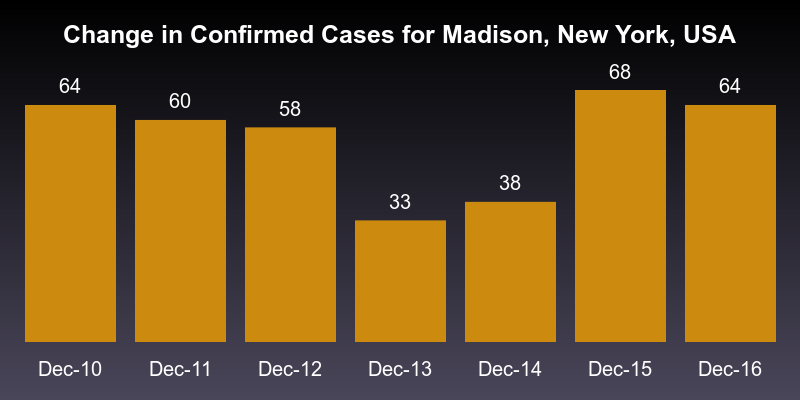 Change in Confirmed Cases for Madison, New York, USA
64 60 58 33 38 68 64
Dec-10 Dec-11 Dec-12 Dec-13 Dec-14 Dec-15 Dec-16